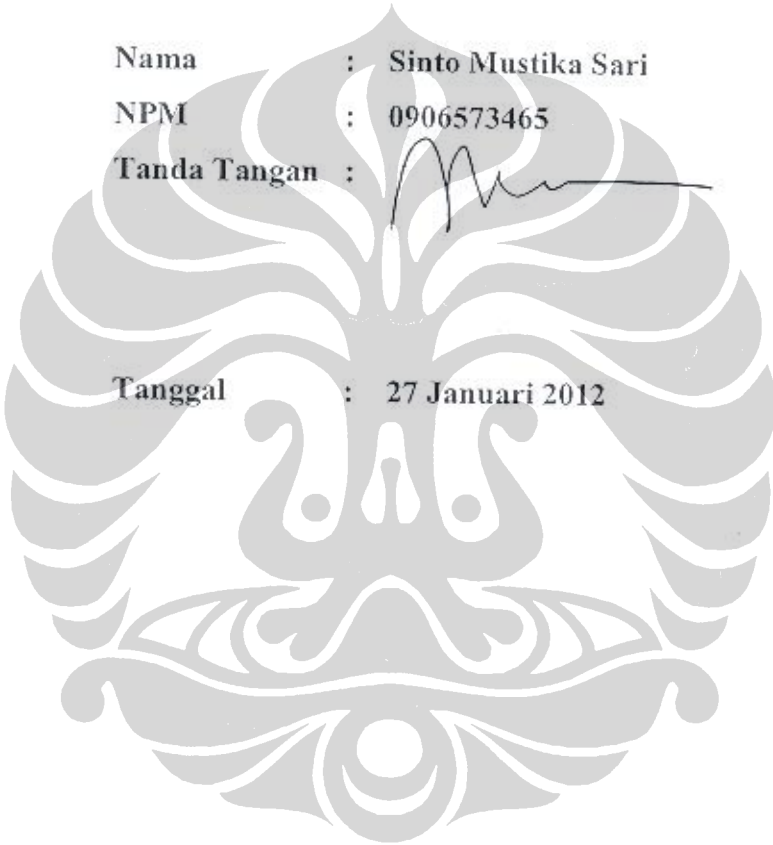 Nama : Sinto Mustika Sari
NPM : 0906573465
Tanda Tangan :
Tanggal : 27 Januari 2012